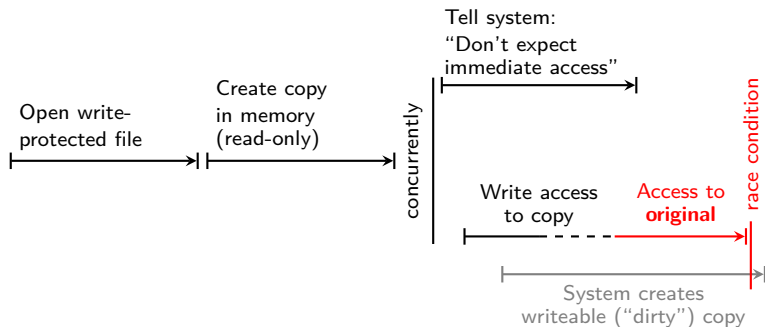 Open write-
protected file
Create copy
in memory
(read-only)
concurrently
Tell system:
“Don’t expect
immediate access”
Write access
to copy
Access to
original
race condition
System creates
writeable (“dirty”) copy